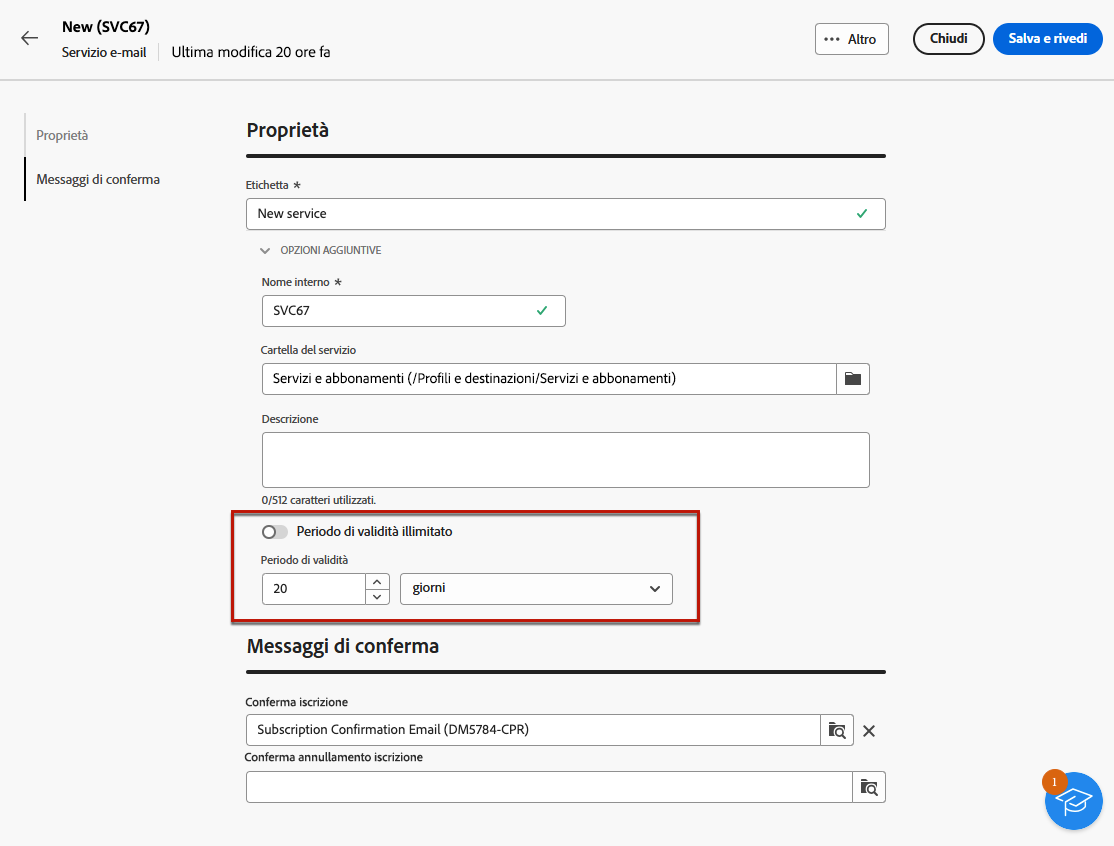 New (SVC67)
Servizio e-mail
Ultima modifica 20 ore fa
Altro
Chiudi
Salva e rivedi
Proprietà
Messaggi di conferma
Proprietà
Etichetta *
New service
OPZIONI AGGIUNTIVE
Nome interno *
SVC67
Cartella del servizio
Servizi e abbonamenti (/Profili e destinazioni/Servizi e abbonamenti)
Descrizione
0/512 caratteri utilizzati.
Periodo di validità illimitato
Periodo di validità
20
giorni
Messaggi di conferma
Conferma iscrizione
Subscription Confirmation Email (DM5784-CPR)
Conferma annullamento iscrizione
1